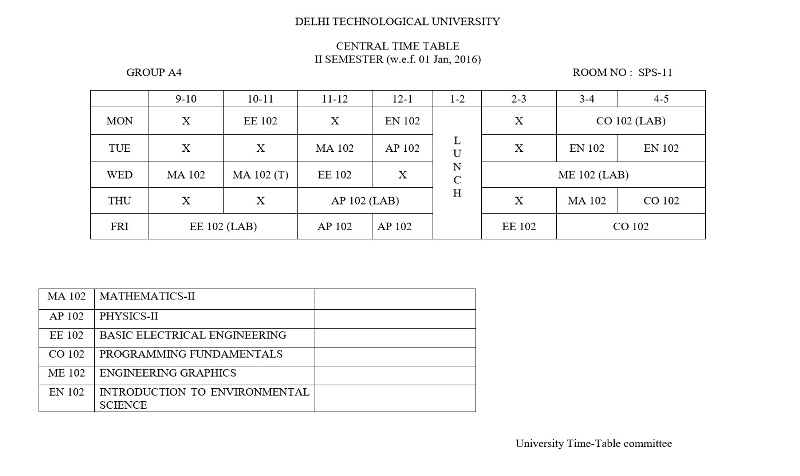 DELHI TECHNOLOGICAL UNIVERSITY
CENTRAL TIME TABLE
II SEMESTER (w.e.f. 01 Jan, 2016)
GROUP A4 ROOM NO : SPS-11
9-10 10-11 11-12 12-1 1-2 2-3 3-4 4-5
MON X EE 102 X EN 102 L U N C H X CO 102 (LAB)
TUE X X MA 102 AP 102 X EN 102 EN 102
WED MA 102 MA 102 (T) EE 102 X ME 102 (LAB)
THU X X AP 102 (LAB) X MA 102 CO 102
FRI EE 102 (LAB) AP 102 AP 102 EE 102 CO 102
MA 102 MATHEMATICS-II
AP 102 PHYSICS-II
EE 102 BASIC ELECTRICAL ENGINEERING
CO 102 PROGRAMMING FUNDAMENTALS
ME 102 ENGINEERING GRAPHICS
EN 102 INTRODUCTION TO ENVIRONMENTAL
SCIENCE
University Time-Table committee